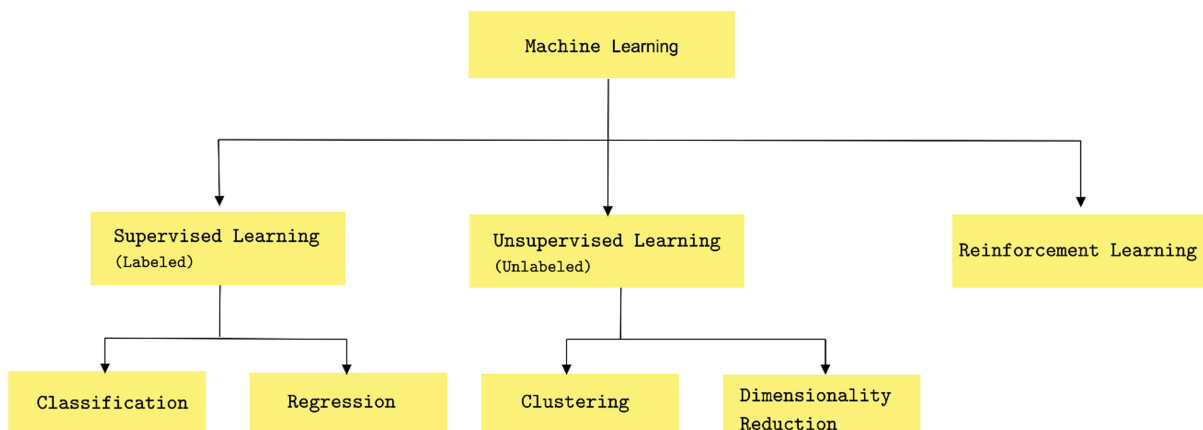 Machine Learning
Supervised Learning
(Labeled)
Unsupervised Learning
(Unlabeled)
Reinforcement Learning
Classification
Regression
Clustering
Dimensionality
Reduction